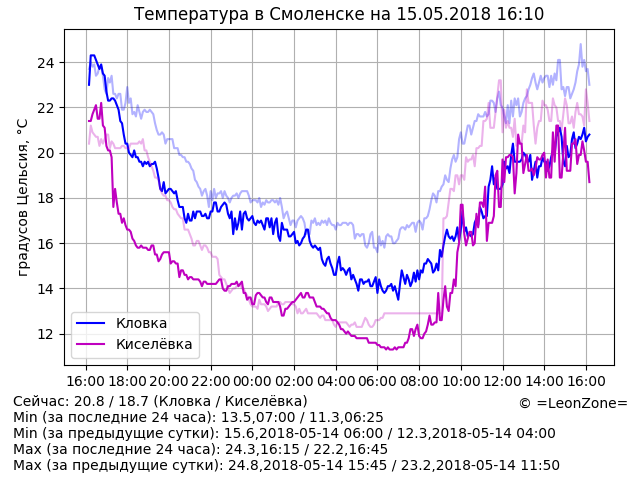 Температура в Смоленске на 15.05.2018 16:10
градусов Цельсия, °C
24
22
20
18
16
14
12
Кловка
Киселёвка
16:00 18:00 20:00 22:00 00:00 02:00 04:00 06:00 08:00 10:00 12:00 14:00 16:00
Сейчас: 20.8 / 18.7 (Кловка / Киселёвка)
© =LeonZone=
Min (за последние 24 часа): 13.5,07:00 / 11.3,06:25
Min (за предыдущие сутки): 15.6,2018-05-14 06:00 / 12.3,2018-05-14 04:00
Max (за последние 24 часа): 24.3,16:15 / 22.2,16:45
Max (за предыдущие сутки): 24.8,2018-05-14 15:45 / 23.2,2018-05-14 11:50